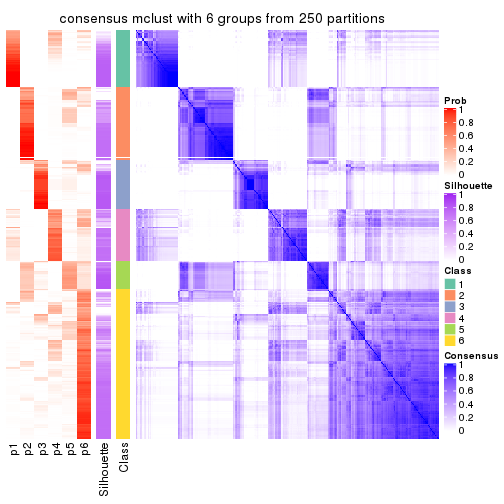 consensus mclust with 6 groups from 250 partitions
Prob
1
0.8
0.6
0.4
0.2
0
Silhouette
1
0.8
0.6
0.4
0.2
0
Class
1
2
3
4
5
6
Consensus
1
0.8
0.6
0.4
0.2
0
p1
p2
p3
p4
p5
p6
Silhouette
Class